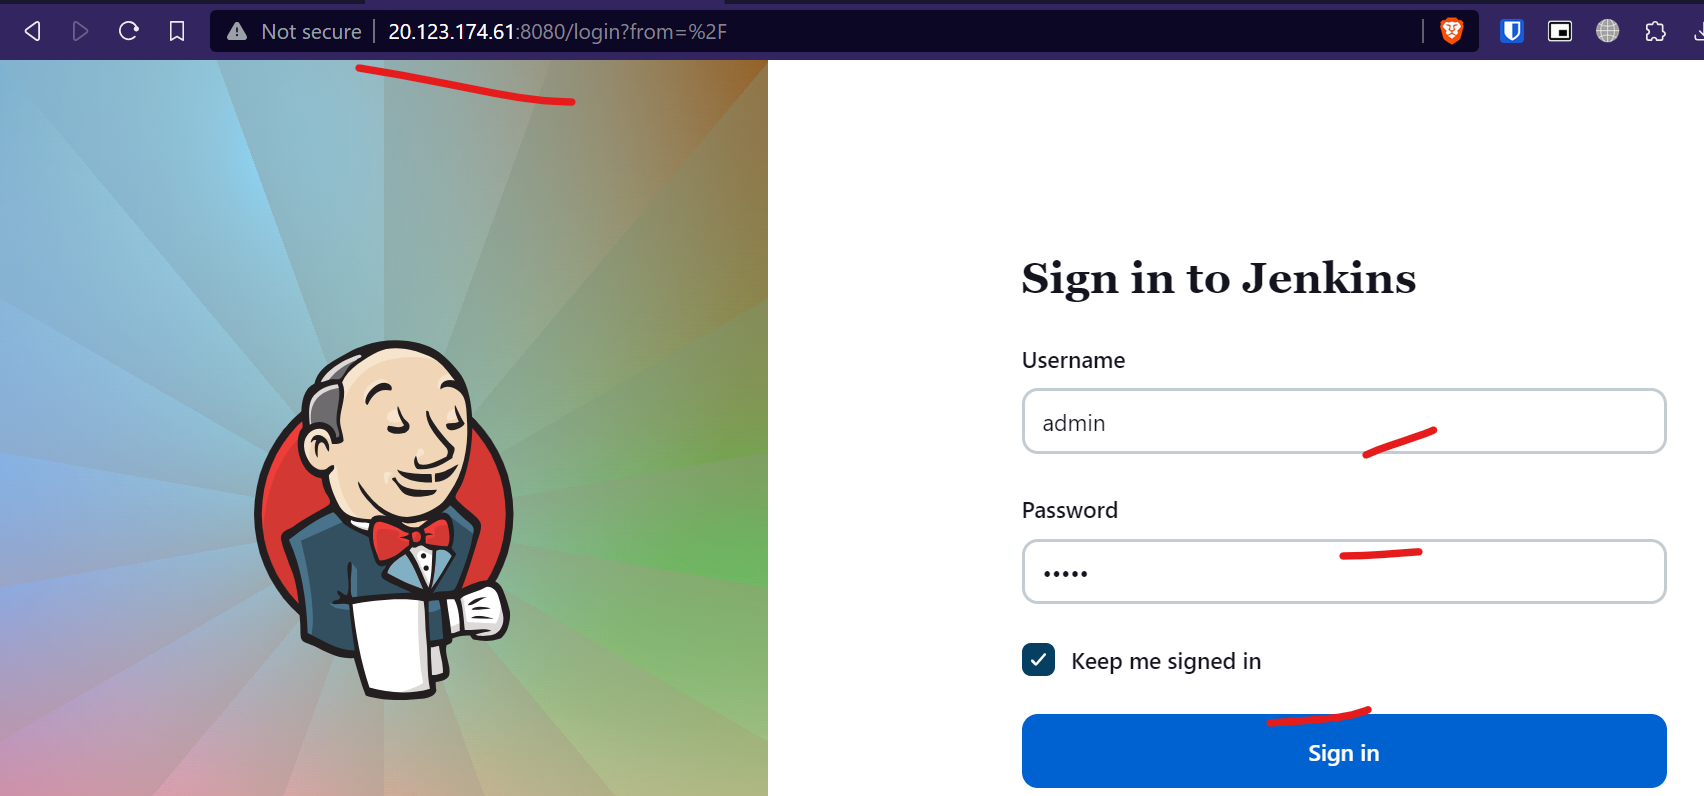 Not secure 20.123.174.61:8080/login?from=%2F
Sign in to Jenkins
Username
admin
Password
•••••
Keep me signed in
Sign in